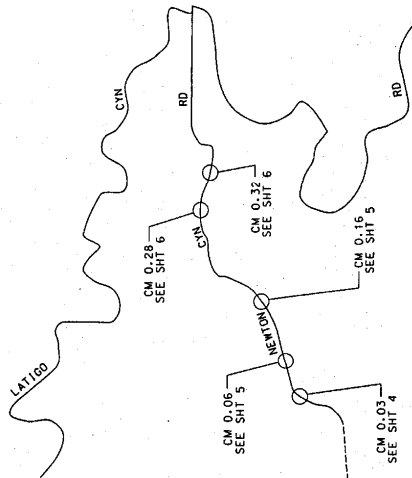 LATIGO
CYN
RD
CM 0.28
SEE SHT 6
CYN
CM 0.32
SEE SHT 6
RD
CM 0.06
SEE SHT 5
NEWTON
CM 0.16
SEE SHT 5
CM 0.03
SEE SHT 4